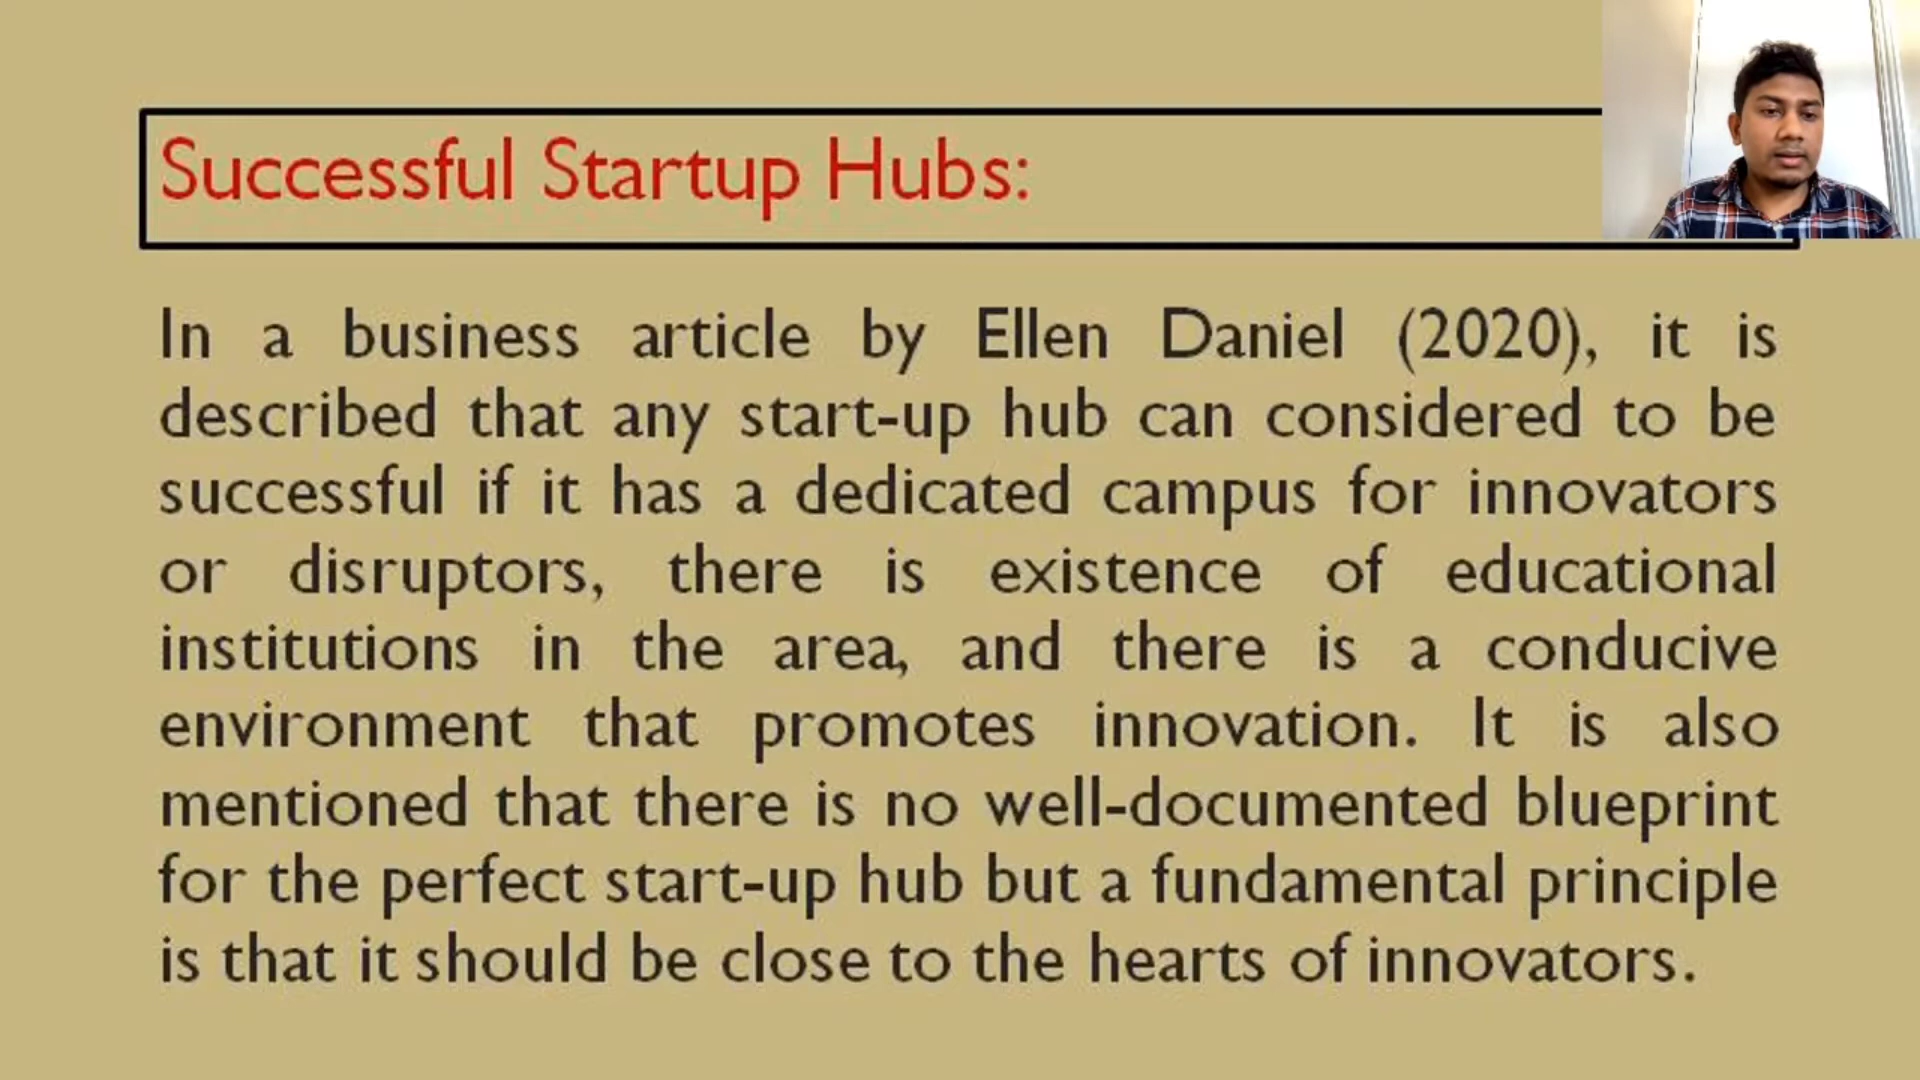 Successful Startup Hubs:
In a business article by Ellen Daniel (2020), it is
described that any start-up hub can considered to be
successful if it has a dedicated campus for innovators
or disruptors, there is existence of educational
institutions in the area, and there is a conducive
environment that promotes innovation. It is also
mentioned that there is no well-documented blueprint
for the perfect start-up hub but a fundamental principle
is that it should be close to the hearts of innovators.